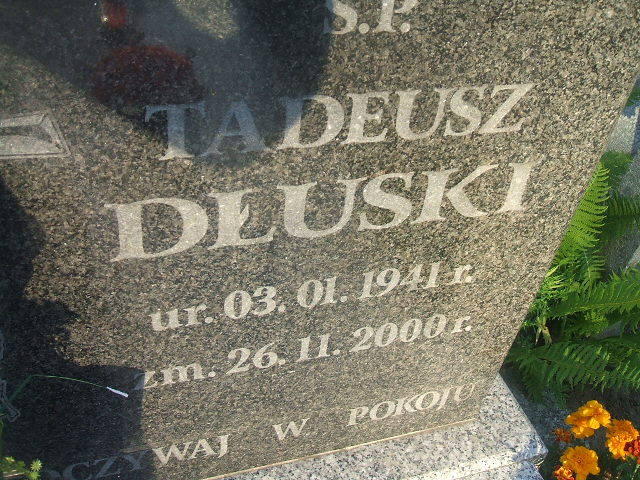 Ś.P.
TADEUSZ
DŁUSKI
ur. 03. 01. 1941 r.
zm. 26. 11. 2000 r.
W POKOJU